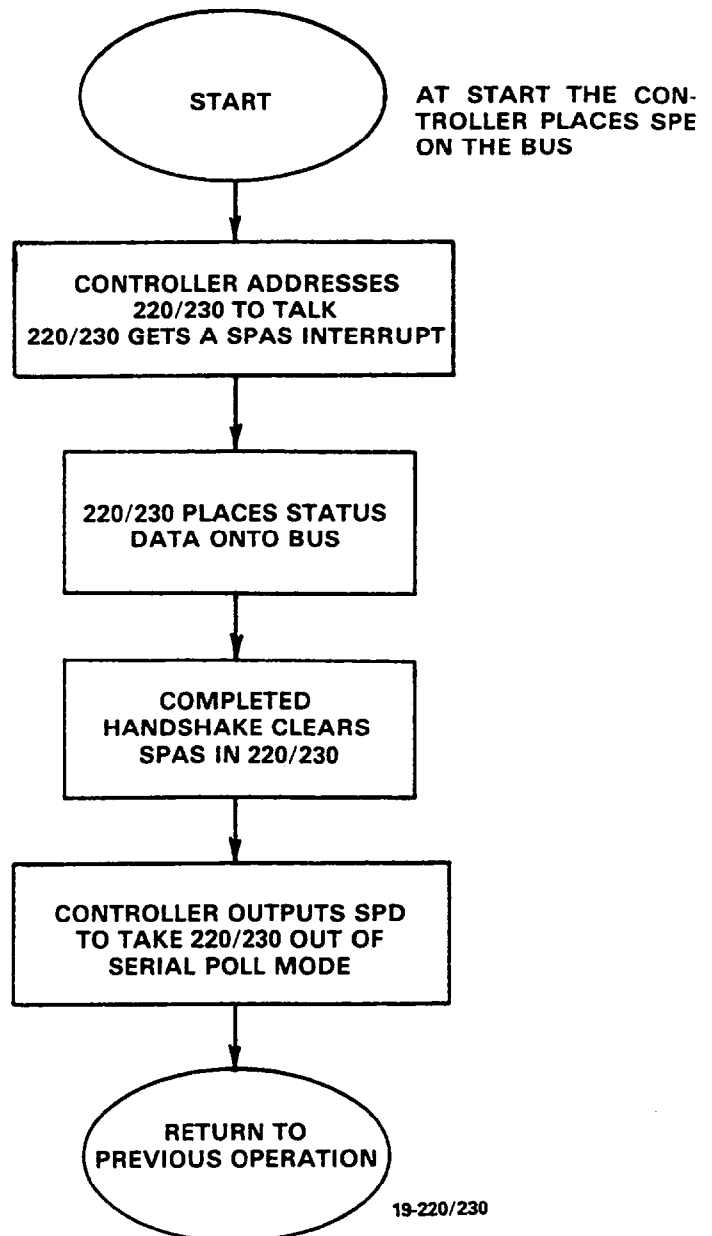 START
AT START THE CON-
TROLLER PLACES SPE
ON THE BUS
CONTROLLER ADDRESSES
220/230 TO TALK
220/230 GETS A SPAS INTERRUPT
220/230 PLACES STATUS
DATA ONTO BUS
COMPLETED
HANDSHAKE CLEARS
SPAS IN 220/230
CONTROLLER OUTPUTS SPD
TO TAKE 220/230 OUT OF
SERIAL POLL MODE
RETURN TO
PREVIOUS OPERATION
19-220/230